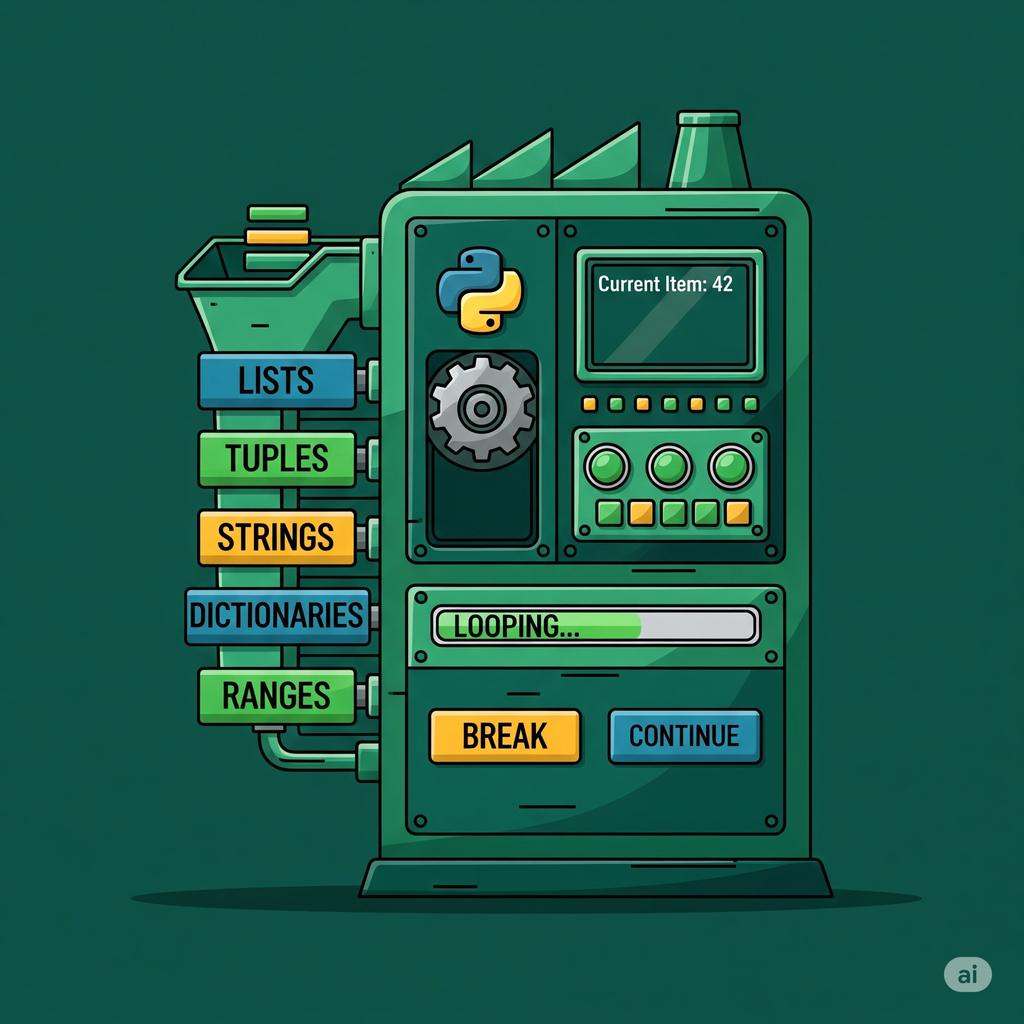 Current Item: 42
LISTS
TUPLES
STRINGS
DICTIONARIES
RANGES
LOOPING...
BREAK
CONTINUE
ai